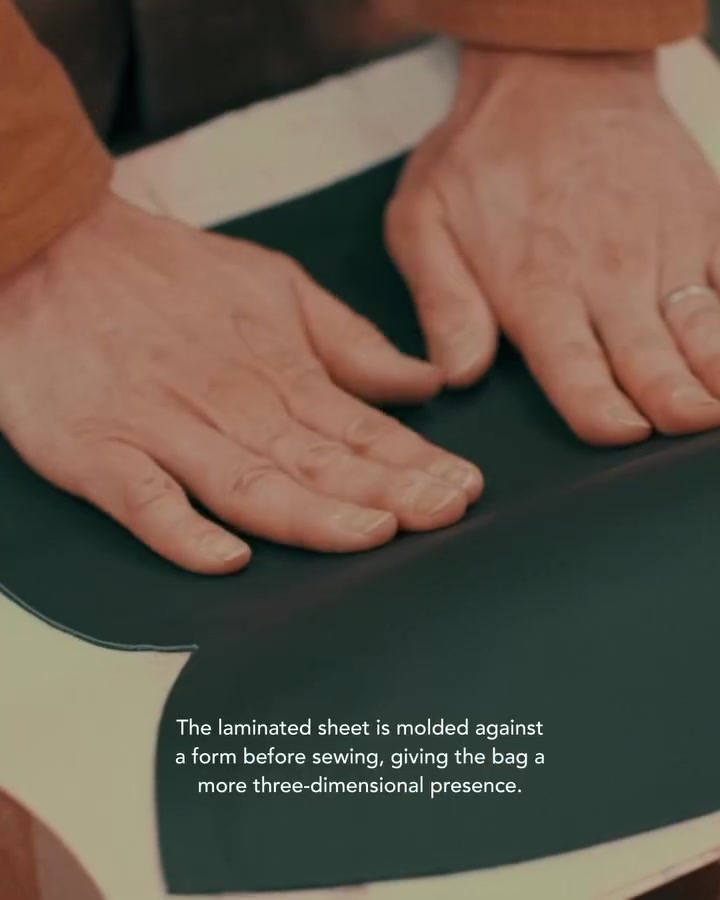 The laminated sheet is molded against
a form before sewing, giving the bag a
more three-dimensional presence.